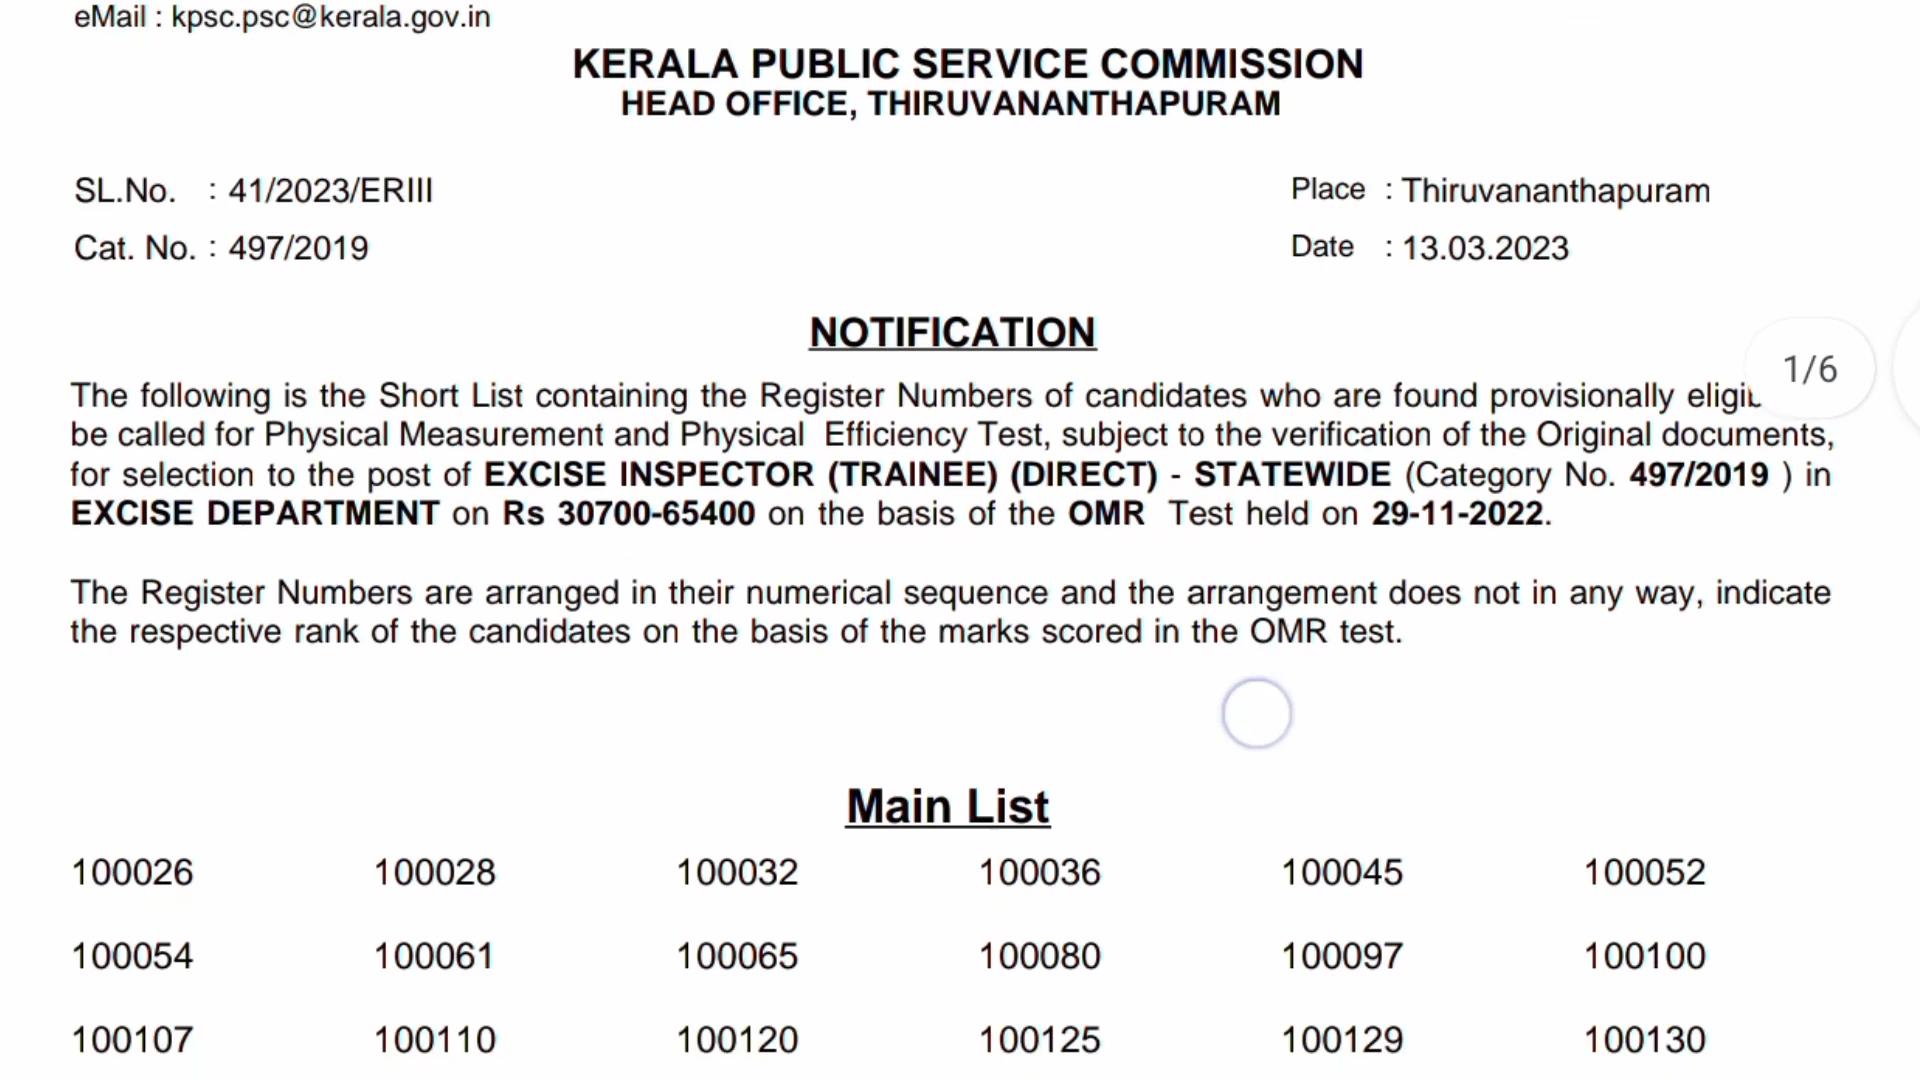 eMail : kpsc.psc@kerala.gov.in
KERALA PUBLIC SERVICE COMMISSION
HEAD OFFICE, THIRUVANANTHAPURAM
SL.No. : 41/2023/ERIII
Place : Thiruvananthapuram
Cat. No. : 497/2019
Date : 13.03.2023
NOTIFICATION
1/6
The following is the Short List containing the Register Numbers of candidates who are found provisionally
be called for Physical Measurement and Physical Efficiency Test, subject to the verification of the Original documents,
for selection to the post of EXCISE INSPECTOR (TRAINEE) (DIRECT) - STATEWIDE (Category No. 497/2019 ) in
EXCISE DEPARTMENT on Rs 30700-65400 on the basis of the OMR Test held on 29-11-2022.
The Register Numbers are arranged in their numerical sequence and the arrangement does not in any way, indicate
the respective rank of the candidates on the basis of the marks scored in the OMR test.
Main List
100026 100028 100032 100036 100045 100052
100054 100061 100065 100080 100097 100100
100107 100110 100120 100125 100129 100130